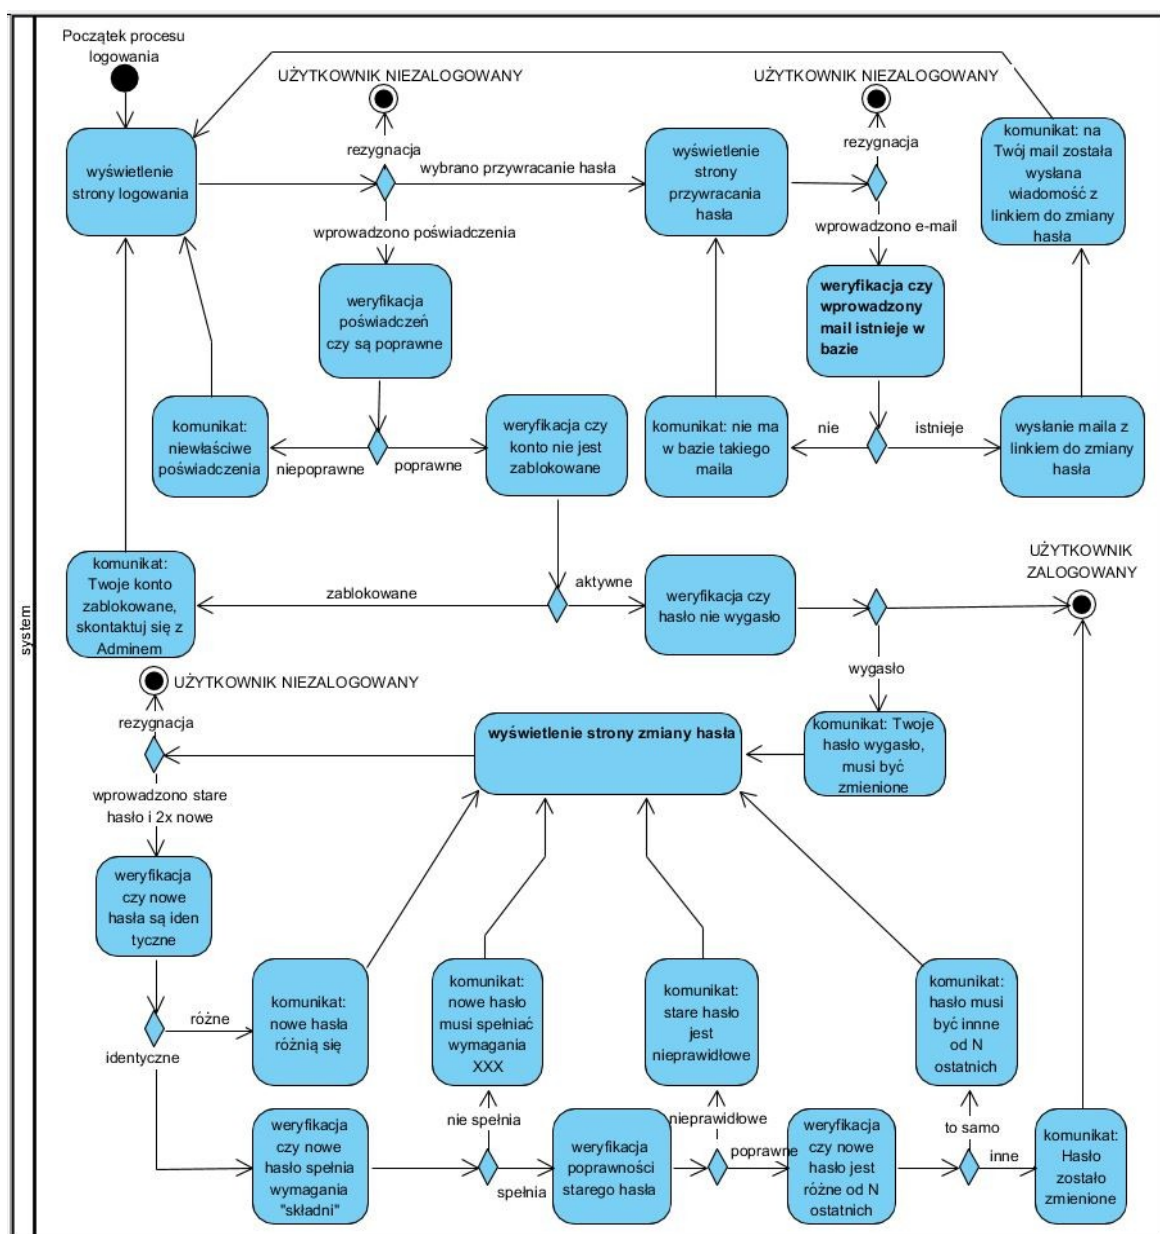 Początek procesu
logowania
UŻYTKOWNIK NIEZALOGOWANY
UŻYTKOWNIK NIEZALOGOWANY
wyświetlenie
strony logowania
rezygnacja
wybrano przywracanie hasła
wyświetlenie
strony
przywracania
hasła
rezygnacja
komunikat: na
Twój mail została
wysłana
wiadomość z
linkiem do zmiany
hasła
wprowadzono poświadczenia
wprowadzono e-mail
weryfikacja
poświadczeń
czy są poprawne
weryfikacja czy
wprowadzony
mail istnieje w
bazie
komunikat:
niewłaściwe
poświadczenia
niepoprawne
poprawne
weryfikacja czy
konto nie jest
zablokowane
komunikat: nie ma
w bazie takiego
maila
nie
istnieje
wysłanie maila z
linkiem do zmiany
hasła
komunikat:
Twoje konto
zablokowane,
skontaktuj się z
Adminem
zablokowane
aktywne
weryfikacja czy
hasło nie wygasło
UŻYTKOWNIK
ZALOGOWANY
system
UŻYTKOWNIK NIEZALOGOWANY
wygasło
rezygnacja
wyświetlenie strony zmiany hasła
komunikat: Twoje
hasło wygasło,
musi być
zmienione
wprowadzono stare
hasło i 2x nowe
weryfikacja
czy nowe
hasła są iden
tyczne
różne
identyczne
komunikat:
nowe hasła
różnią się
komunikat:
nowe hasło
musi spełniać
wymagania
XXX
komunikat:
stare hasło
jest
nieprawidłowe
komunikat:
hasło musi
być innne
od N
ostatnich
weryfikacja
czy nowe
hasło spełnia
wymagania
"składni"
nie spełnia
spełnia
weryfikacja
poprawności
starego hasła
nieprawidłowe
poprawne
weryfikacja
czy nowe
hasło jest
różne od N
ostatnich
to samo
inne
komunikat:
Hasło
zostało
zmienione